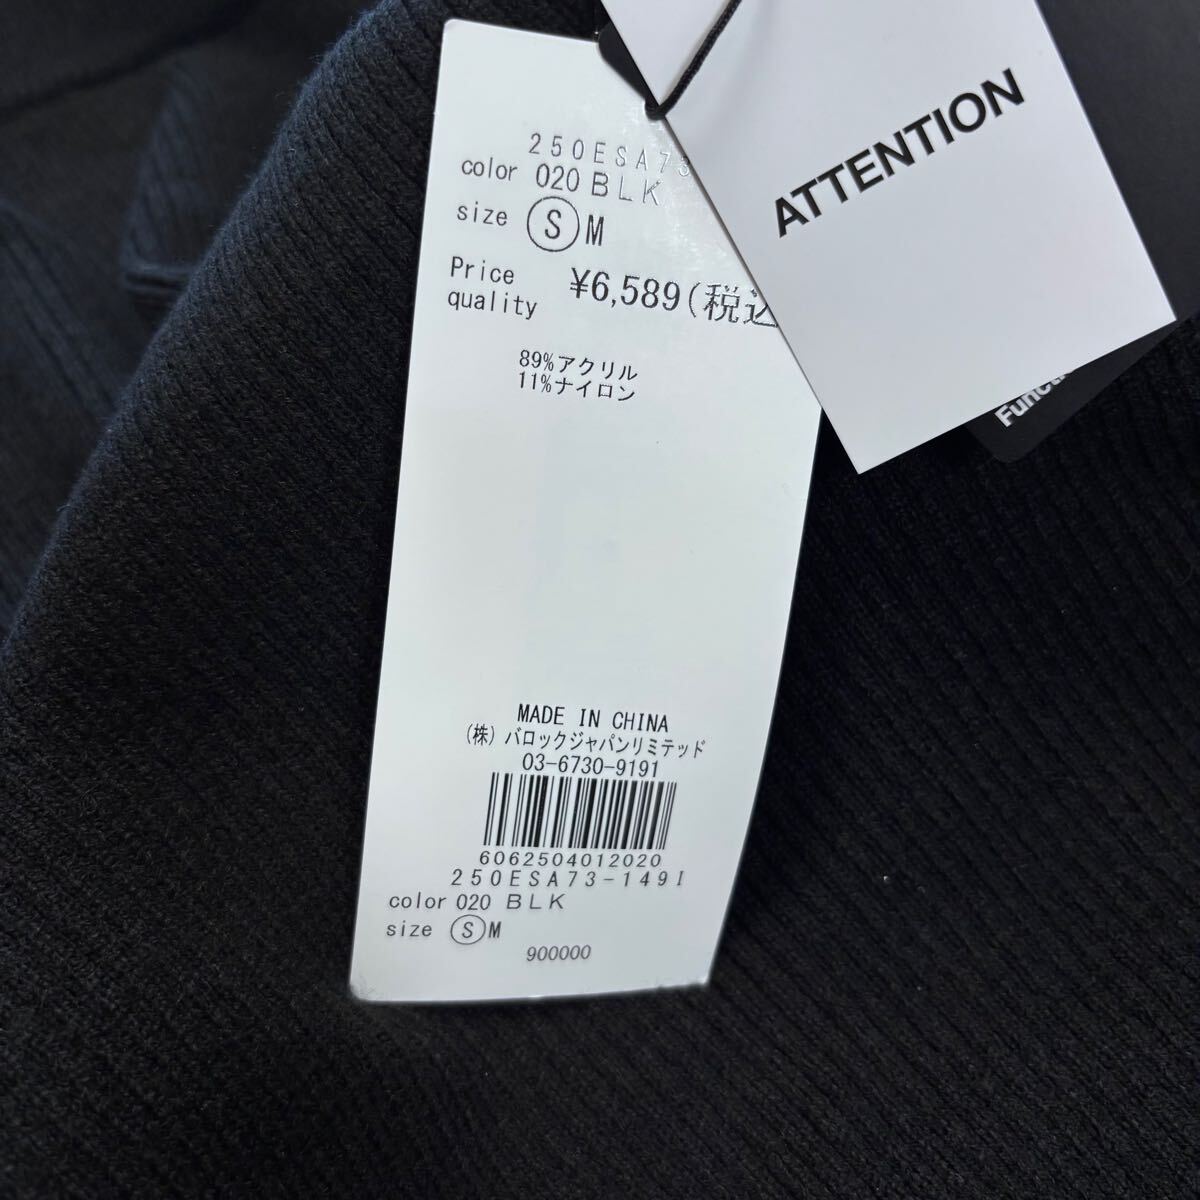 250ESA73
color 020 BLK
size Ⓢ M
Price ¥6,589(税込
quality
89%アクリル
11%ナイロン
MADE IN CHINA
(株) バロックジャパンリミテッド
03-6730-9191
6062504012020
250ESA73-149I
color 020 BLK
size Ⓢ M
900000
ATTENTION